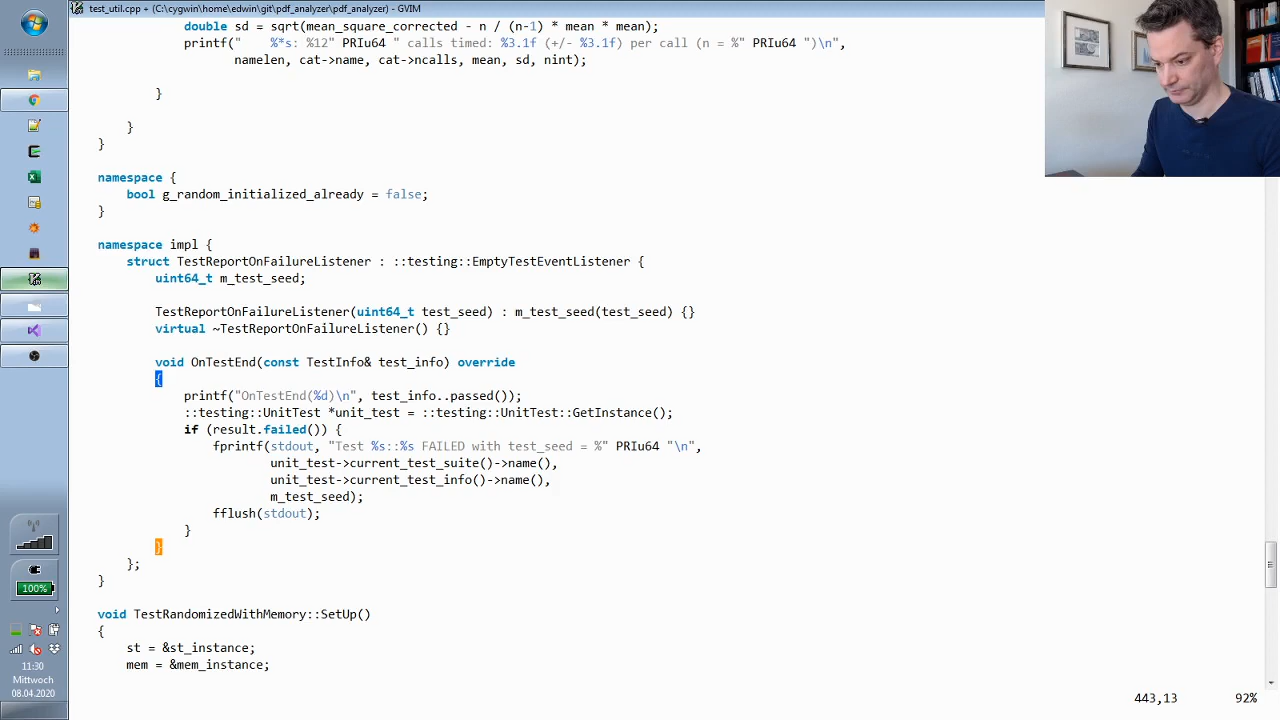 test_util.cpp + (C:\cygwin\home\edwin\git\pdf_analyzer\pdf_analyzer) - GVIM
double sd = sqrt(mean_square_corrected - n / (n-1) * mean * mean);
printf("    %*s: %12" PRIu64 " calls timed: %3.1f (+/- %3.1f) per call (n = %" PRIu64 ")\n",
namelen, cat->name, cat->ncalls, mean, sd, nint);
}
}
}
namespace {
bool g_random_initialized_already = false;
}
namespace impl {
struct TestReportOnFailureListener : ::testing::EmptyTestEventListener {
uint64_t m_test_seed;
TestReportOnFailureListener(uint64_t test_seed) : m_test_seed(test_seed) {}
virtual ~TestReportOnFailureListener() {}
void OnTestEnd(const TestInfo& test_info) override
{
printf("OnTestEnd(%d)\n", test_info..passed());
::testing::UnitTest *unit_test = ::testing::UnitTest::GetInstance();
if (result.failed()) {
fprintf(stdout, "Test %s::%s FAILED with test_seed = %" PRIu64 "\n",
unit_test->current_test_suite()->name(),
unit_test->current_test_info()->name(),
m_test_seed);
fflush(stdout);
}
}
};
}
void TestRandomizedWithMemory::SetUp()
{
st = &st_instance;
mem = &mem_instance;
443,13 92%
100%
11:30
Mittwoch
08.04.2020